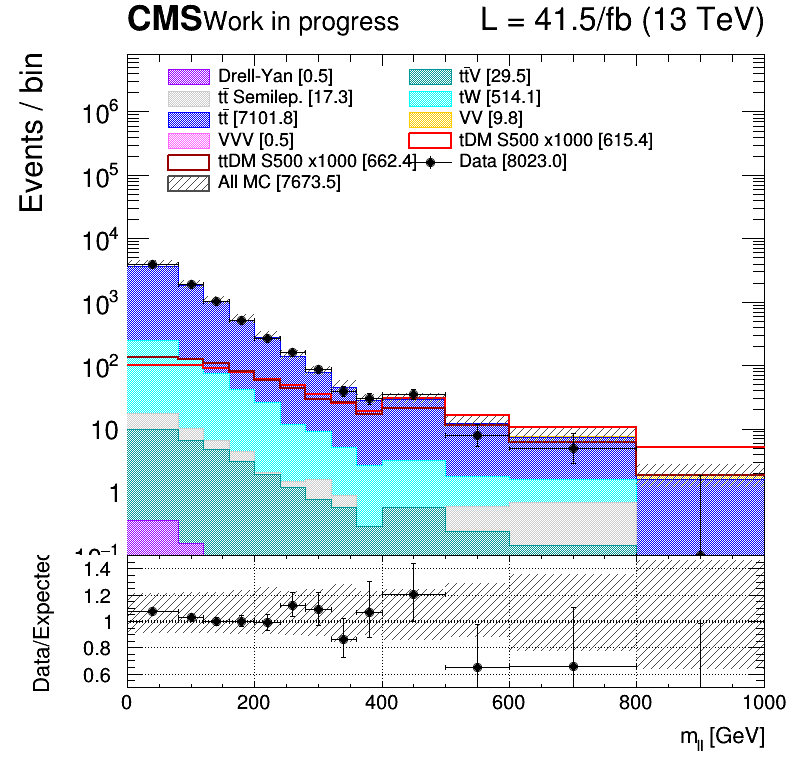 CMS Work in progress L = 41.5/fb (13 TeV)
Events / bin
Drell-Yan [0.5] tt̄V [29.5]
tt̄ Semilep. [17.3] tW [514.1]
tt̄ [7101.8] VV [9.8]
VVV [0.5] tDM S500 x1000 [615.4]
ttDM S500 x1000 [662.4] Data [8023.0]
All MC [7673.5]
10⁶
10⁵
10⁴
10³
10²
10
1
10⁻¹
Data/Expected
1.4
1.2
1
0.8
0.6
0 200 400 600 800 1000
m_ll [GeV]